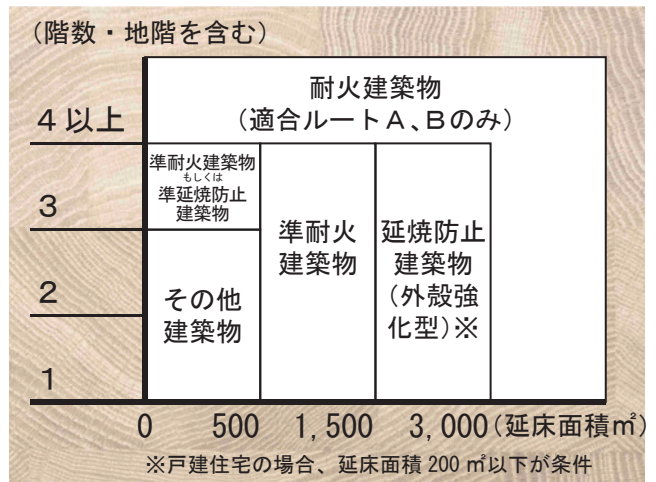 （階数・地階を含む）
耐火建築物
（適合ルートA、Bのみ）
4以上
準耐火建築物
もしくは
準延焼防止
建築物
3
準耐火
建築物
延焼防止
建築物
（外殻強
化型）※
2
その他
建築物
1
0 500 1,500 3,000（延床面積㎡）
※戸建住宅の場合、延床面積200㎡以下が条件